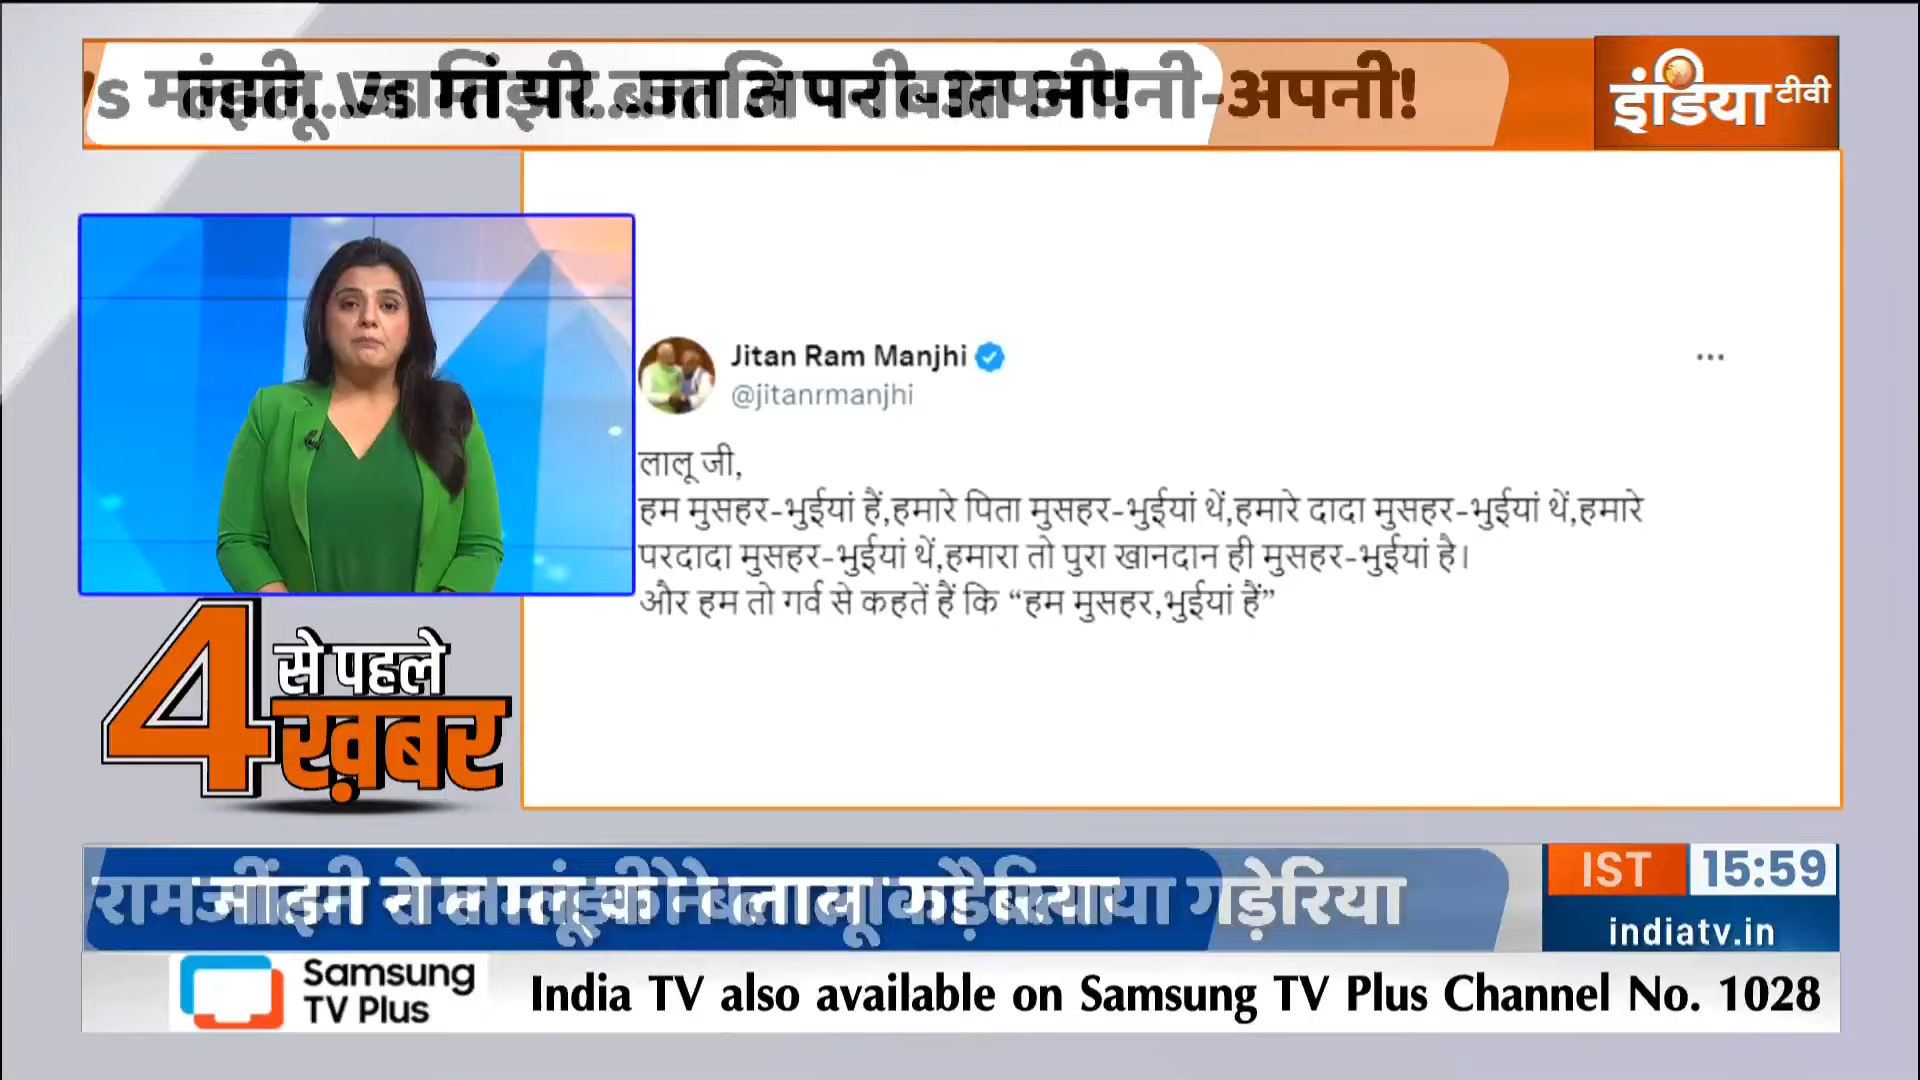 इंडिया टीवी
Jitan Ram Manjhi
@jitanrmanjhi
लालू जी,
हम मुसहर-भुईयां हैं,हमारे पिता मुसहर-भुईयां थें,हमारे दादा मुसहर-भुईयां थें,हमारे
परदादा मुसहर-भुईयां थें,हमारा तो पुरा खानदान ही मुसहर-भुईयां है।
और हम तो गर्व से कहतें हैं कि “हम मुसहर,भुईयां हैं”
4 से पहले
ख़बर
गड़ेरिया
IST 15:59
indiatv.in
Samsung
TV Plus
India TV also available on Samsung TV Plus Channel No. 1028